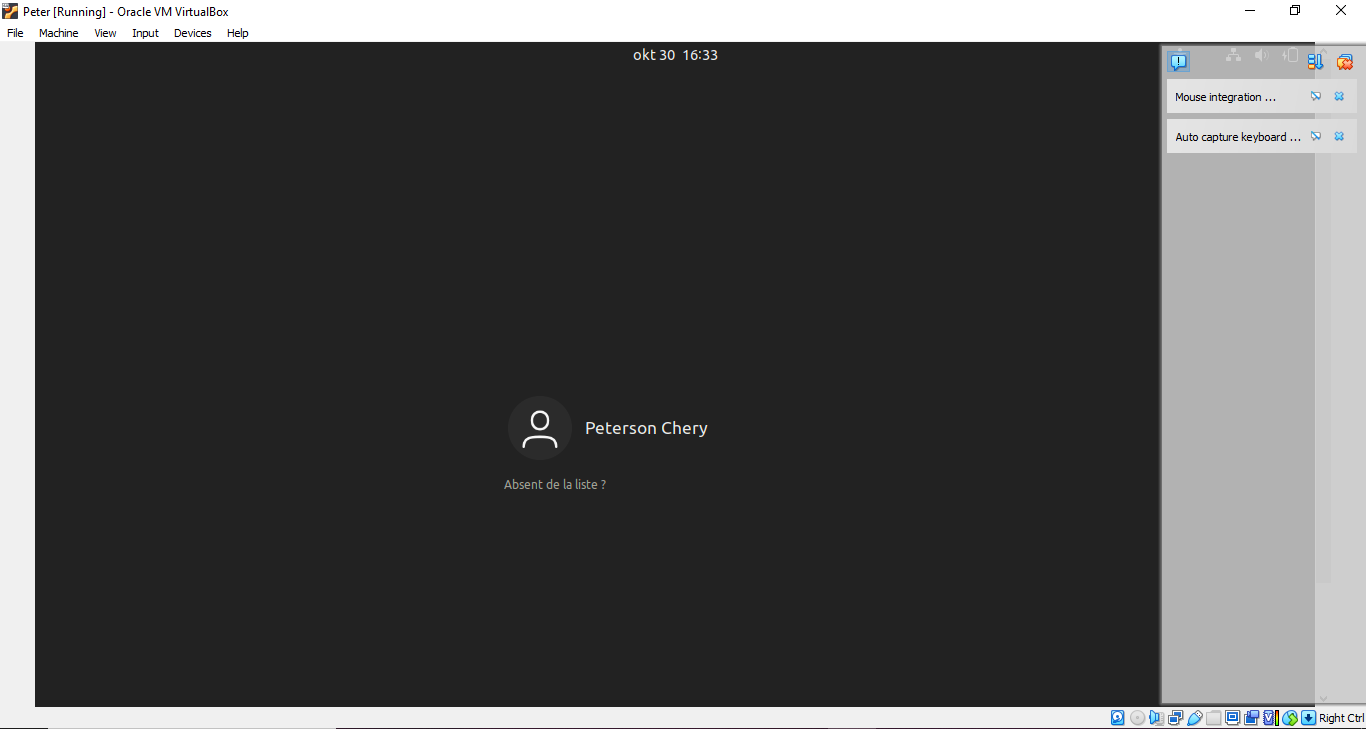 Peter [Running] - Oracle VM VirtualBox
File Machine View Input Devices Help
okt 30 16:33
Mouse integration ...
Auto capture keyboard ...
Peterson Chery
Absent de la liste ?
Right Ctrl